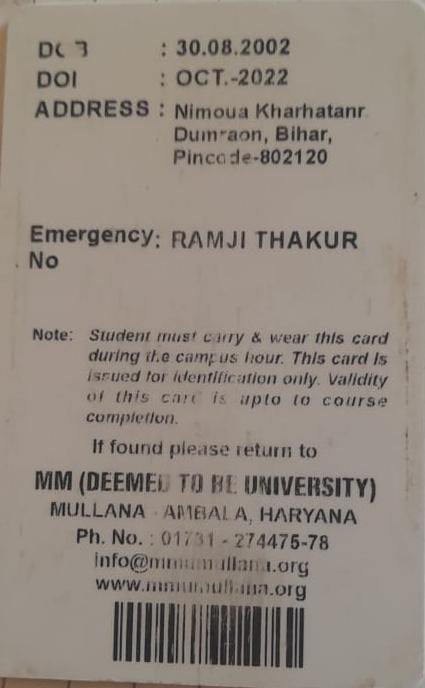 DOB : 30.08.2002
DOI : OCT.-2022
ADDRESS : Nimoua Kharhatanr
Dumraon, Bihar,
Pincode-802120
Emergency: RAMJI THAKUR
No
Note: Student must carry & wear this card
during the campus hour. This card is
issued for identification only. Validity
of this card is upto to course
completion.
If found please return to
MM (DEEMED TO BE UNIVERSITY)
MULLANA - AMBALA, HARYANA
Ph. No. : 01731 - 274475-78
info@mmumullana.org
www.mmumullana.org